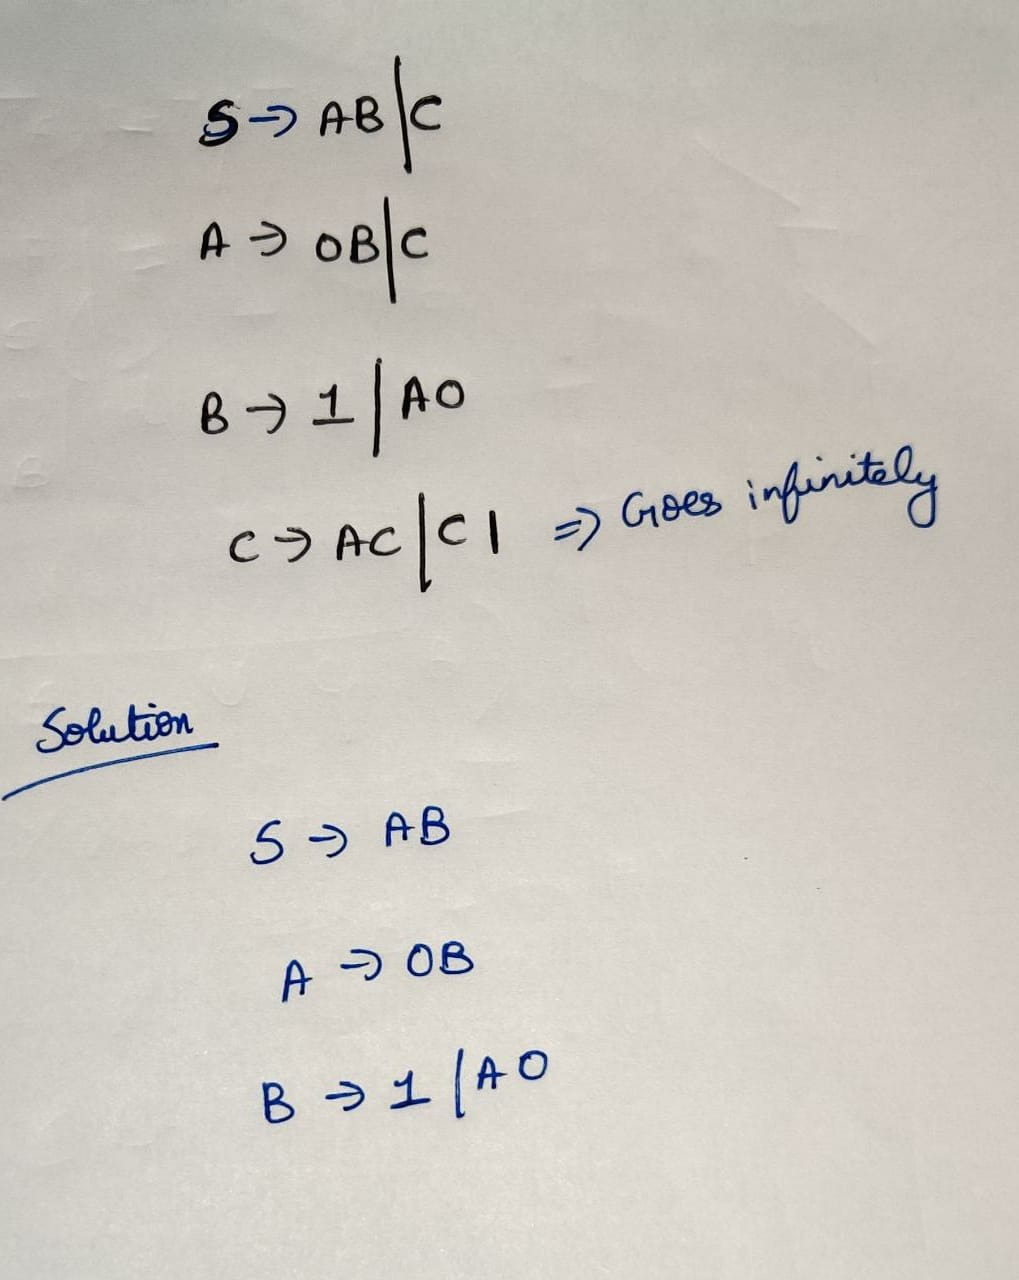 S → AB | C
A → 0B | C
B → 1 | A0
C → AC | C1 ⇒ Goes infinitely
Solution
S → AB
A → 0B
B → 1 | A0